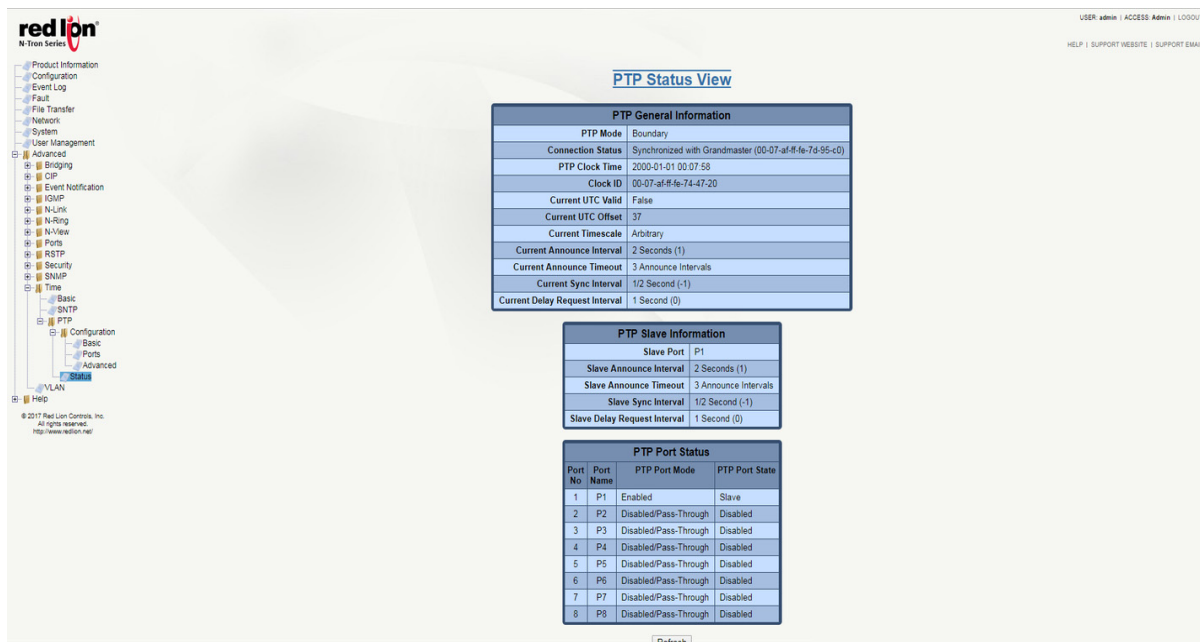 USER: admin | ACCESS: Admin | LOGOU
red lion®
N-Tron Series
HELP | SUPPORT WEBSITE | SUPPORT EMAI
Product Information
Configuration
Event Log
Fault
File Transfer
Network
System
User Management
Advanced
Bridging
CIP
Event Notification
IGMP
N-Link
N-Ring
N-View
Ports
RSTP
Security
SNMP
Time
Basic
SNTP
PTP
Configuration
Basic
Ports
Advanced
Status
VLAN
Help
© 2017 Red Lion Controls, Inc.
All rights reserved.
http://www.redlion.net/
PTP Status View
PTP General Information
PTP Mode Boundary
Connection Status Synchronized with Grandmaster (00-07-af-ff-fe-7d-95-c0)
PTP Clock Time 2000-01-01 00:07:58
Clock ID 00-07-af-ff-fe-74-47-20
Current UTC Valid False
Current UTC Offset 37
Current Timescale Arbitrary
Current Announce Interval 2 Seconds (1)
Current Announce Timeout 3 Announce Intervals
Current Sync Interval 1/2 Second (-1)
Current Delay Request Interval 1 Second (0)
PTP Slave Information
Slave Port P1
Slave Announce Interval 2 Seconds (1)
Slave Announce Timeout 3 Announce Intervals
Slave Sync Interval 1/2 Second (-1)
Slave Delay Request Interval 1 Second (0)
PTP Port Status
Port No Port Name PTP Port Mode PTP Port State
1 P1 Enabled Slave
2 P2 Disabled/Pass-Through Disabled
3 P3 Disabled/Pass-Through Disabled
4 P4 Disabled/Pass-Through Disabled
5 P5 Disabled/Pass-Through Disabled
6 P6 Disabled/Pass-Through Disabled
7 P7 Disabled/Pass-Through Disabled
8 P8 Disabled/Pass-Through Disabled
Refresh